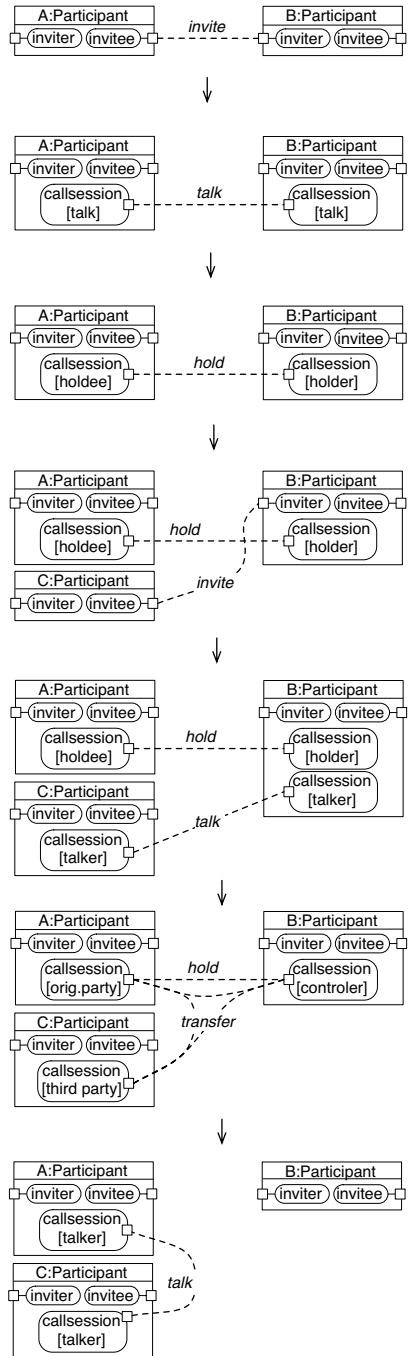 A:Participant
inviter invitee
invite
B:Participant
inviter invitee
A:Participant
inviter invitee
callsession
[talk]
talk
B:Participant
inviter invitee
callsession
[talk]
A:Participant
inviter invitee
callsession
[holdee]
hold
B:Participant
inviter invitee
callsession
[holder]
A:Participant
inviter invitee
callsession
[holdee]
hold
B:Participant
inviter invitee
callsession
[holder]
C:Participant
inviter invitee
invite
A:Participant
inviter invitee
callsession
[holdee]
hold
B:Participant
inviter invitee
callsession
[holder]
callsession
[talker]
C:Participant
inviter invitee
callsession
[talker]
talk
A:Participant
inviter invitee
callsession
[orig.party]
hold
B:Participant
inviter invitee
callsession
[controler]
transfer
C:Participant
inviter invitee
callsession
[third party]
A:Participant
inviter invitee
callsession
[talker]
B:Participant
inviter invitee
talk
C:Participant
inviter invitee
callsession
[talker]